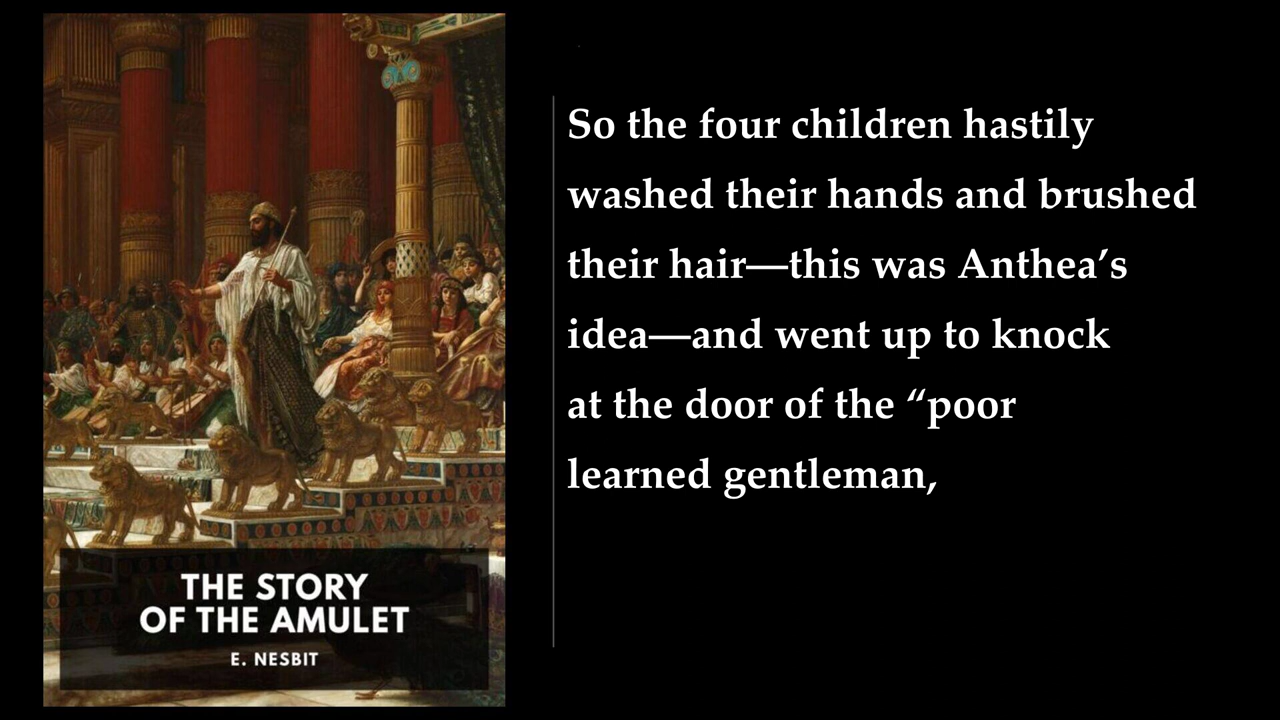 THE STORY
OF THE AMULET
E. NESBIT
So the four children hastily
washed their hands and brushed
their hair—this was Anthea’s
idea—and went up to knock
at the door of the “poor
learned gentleman,